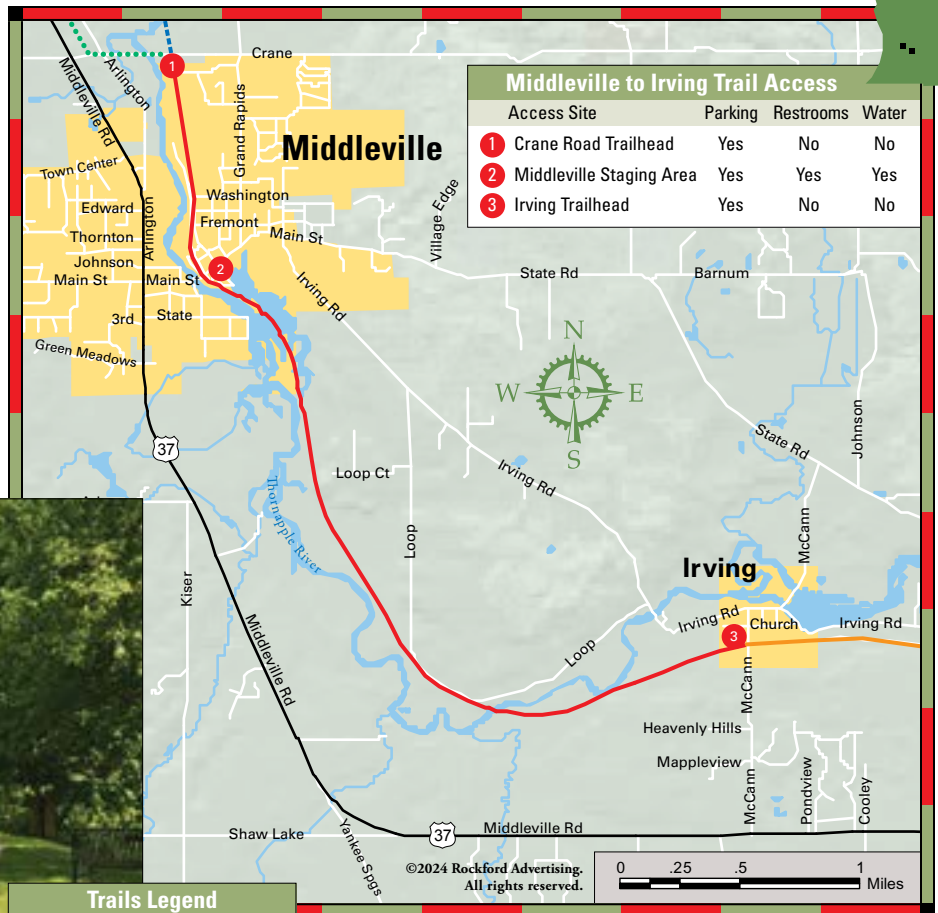 Crane
Arlington
Middleville Rd
1
Grand Rapids
Middleville to Irving Trail Access
Access Site Parking Restrooms Water
1 Crane Road Trailhead Yes No No
2 Middleville Staging Area Yes Yes Yes
3 Irving Trailhead Yes No No
Middleville
Town Center
Washington
Edward
Fremont
Arlington
Thornton
Main St
Village Edge
Johnson
2
Main St
Main St
State Rd
Barnum
Irving Rd
3rd
State
Green Meadows
N
W
E
S
37
State Rd
Johnson
Loop Ct
Irving Rd
Thornapple River
Loop
McCann
Kiser
Irving
Middleville Rd
Irving Rd
Church
Irving Rd
3
Loop
McCann
Heavenly Hills
Mappleview
McCann
Pondview
Cooley
Shaw Lake
Yankee Spgs
37
Middleville Rd
©2024 Rockford Advertising.
All rights reserved.
0 .25 .5 1
Miles
Trails Legend